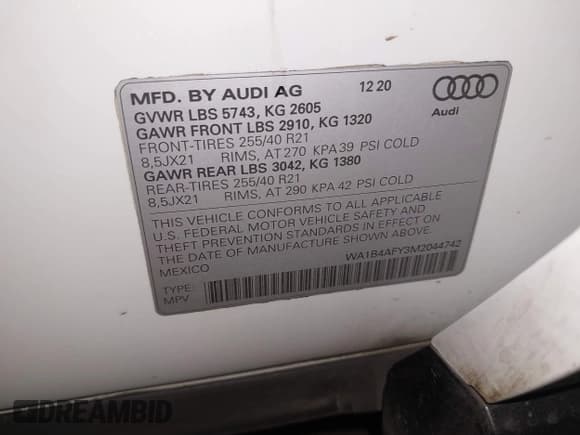 MFD. BY AUDI AG 12 20
GVWR LBS 5743, KG 2605
GAWR FRONT LBS 2910, KG 1320
FRONT-TIRES 255/40 R21
8,5JX21 RIMS, AT 270 KPA 39 PSI COLD
GAWR REAR LBS 3042, KG 1380
REAR-TIRES 255/40 R21
8,5JX21 RIMS, AT 290 KPA 42 PSI COLD
THIS VEHICLE CONFORMS TO ALL APPLICABLE
U.S. FEDERAL MOTOR VEHICLE SAFETY AND
THEFT PREVENTION STANDARDS IN EFFECT ON
THE DATE OF MANUFACTURE SHOWN ABOVE
MEXICO
WA1B4AFY3M2044742
TYPE:
MPV
Audi
DREAMBID